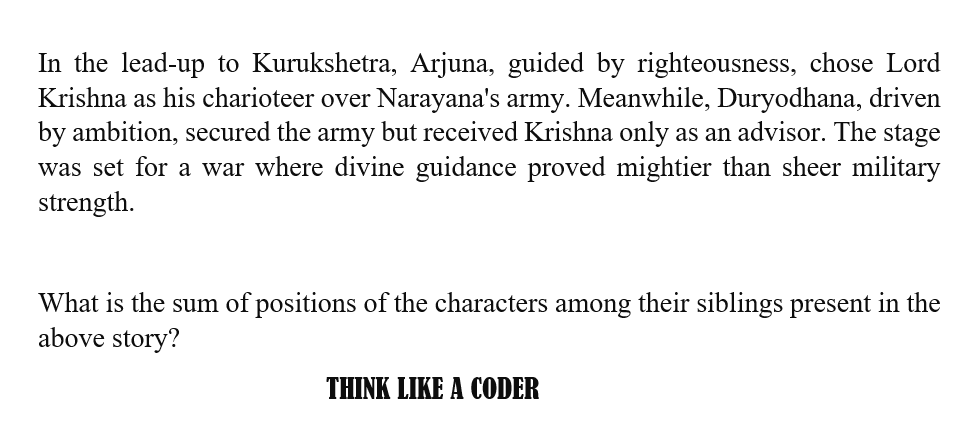 In the lead-up to Kurukshetra, Arjuna, guided by righteousness, chose Lord
Krishna as his charioteer over Narayana's army. Meanwhile, Duryodhana, driven
by ambition, secured the army but received Krishna only as an advisor. The stage
was set for a war where divine guidance proved mightier than sheer military
strength.
What is the sum of positions of the characters among their siblings present in the
above story?
THINK LIKE A CODER